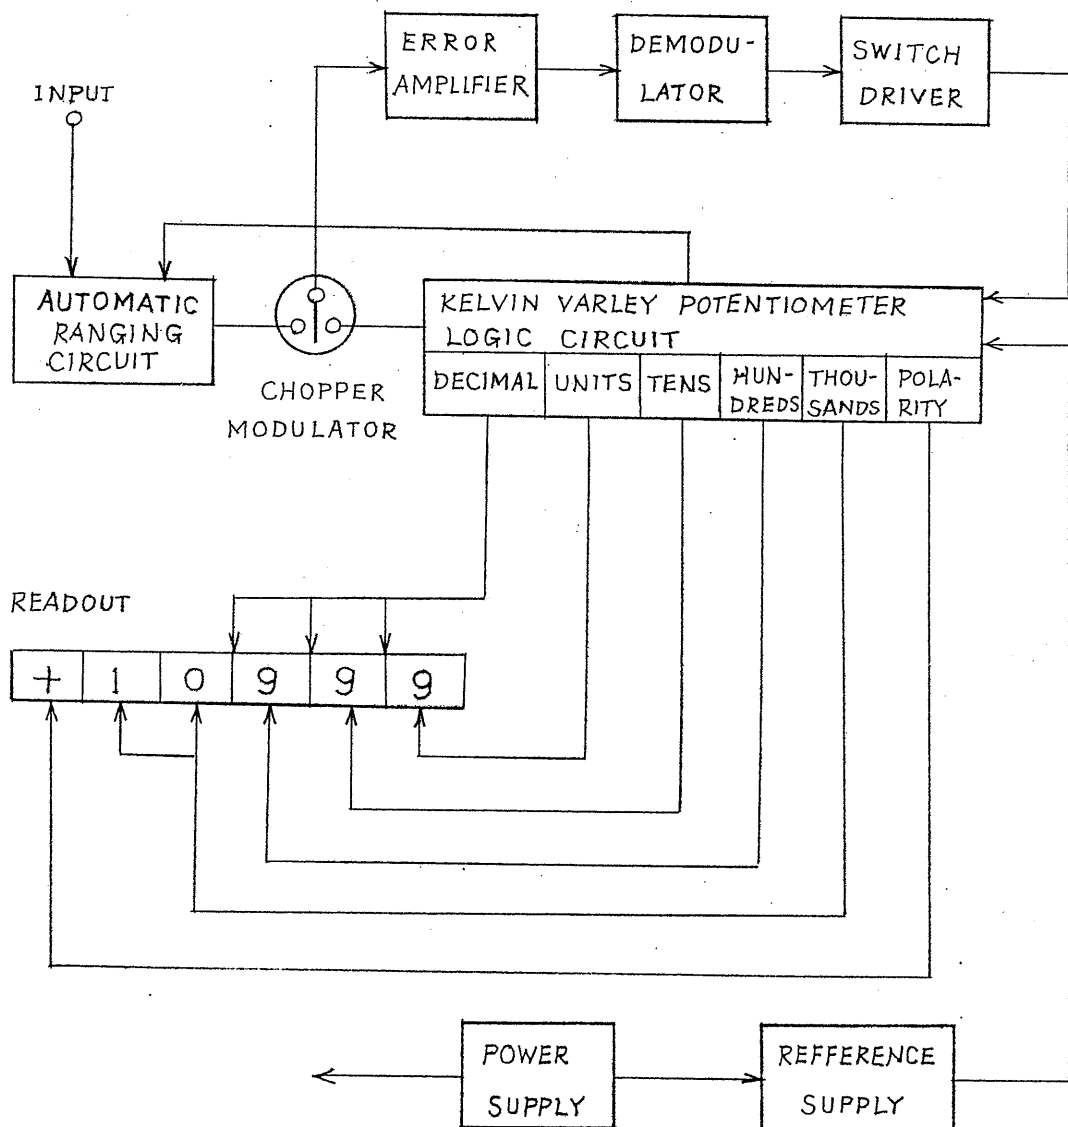 ERROR
AMPLIFIER
DEMODU-
LATOR
SWITCH
DRIVER
INPUT
AUTOMATIC
RANGING
CIRCUIT
CHOPPER
MODULATOR
KELVIN VARLEY POTENTIOMETER
LOGIC CIRCUIT
DECIMAL
UNITS
TENS
HUN-
DREDS
THOU-
SANDS
POLA-
RITY
READOUT
+ 1 0 9 9 9
POWER
SUPPLY
REFFERENCE
SUPPLY